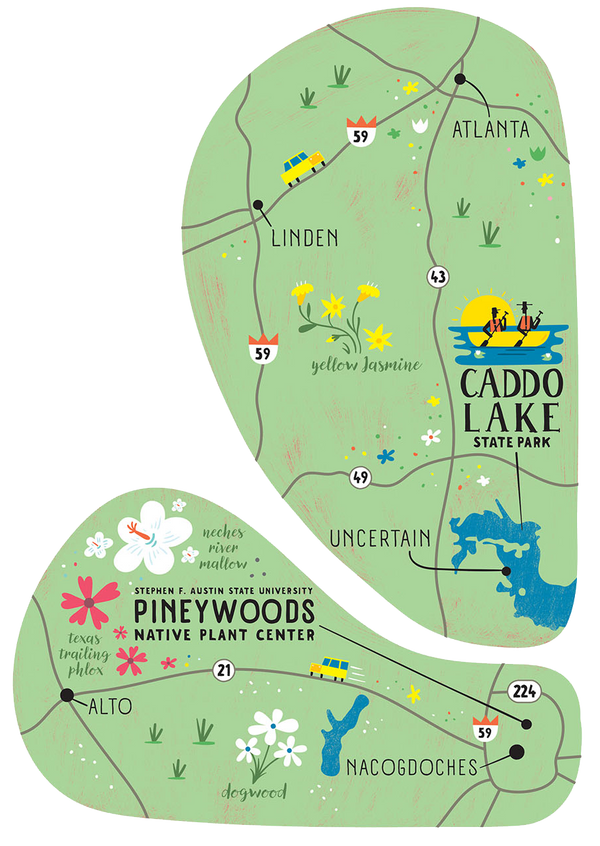 59
ATLANTA
LINDEN
43
59
yellow Jasmine
CADDO
LAKE
STATE PARK
49
UNCERTAIN
neches
river
mallow
STEPHEN F. AUSTIN STATE UNIVERSITY
PINEYWOODS
NATIVE PLANT CENTER
texas
trailing
phlox
21
224
ALTO
59
NACOGDOCHES
dogwood